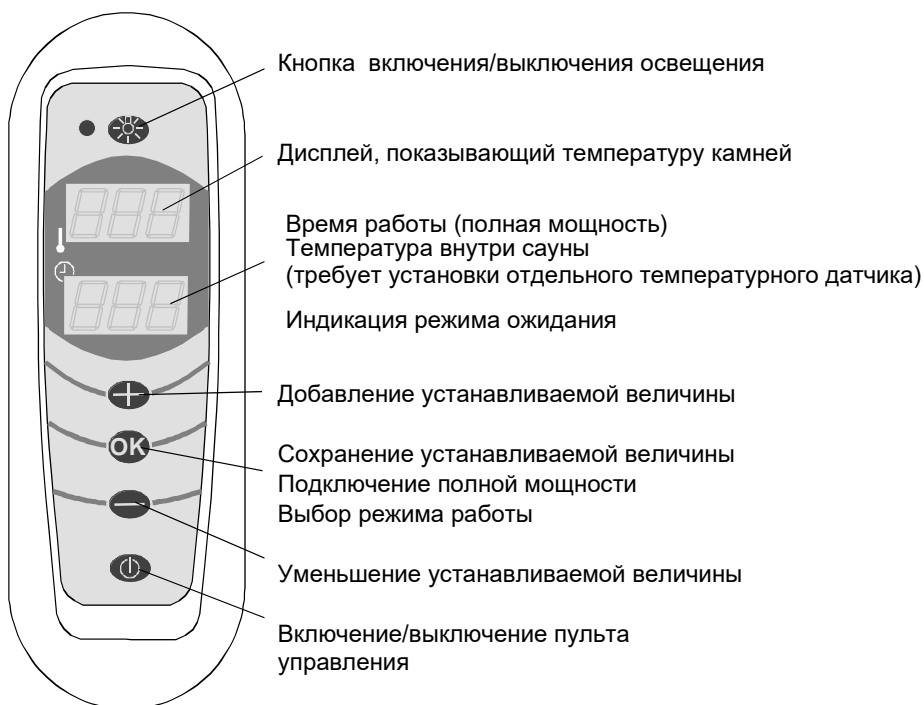 Кнопка включения/выключения освещения
Дисплей, показывающий температуру камней
Время работы (полная мощность)
Температура внутри сауны
(требует установки отдельного температурного датчика)
Индикация режима ожидания
Добавление устанавливаемой величины
OK
Сохранение устанавливаемой величины
Подключение полной мощности
Выбор режима работы
Уменьшение устанавливаемой величины
Включение/выключение пульта
управления